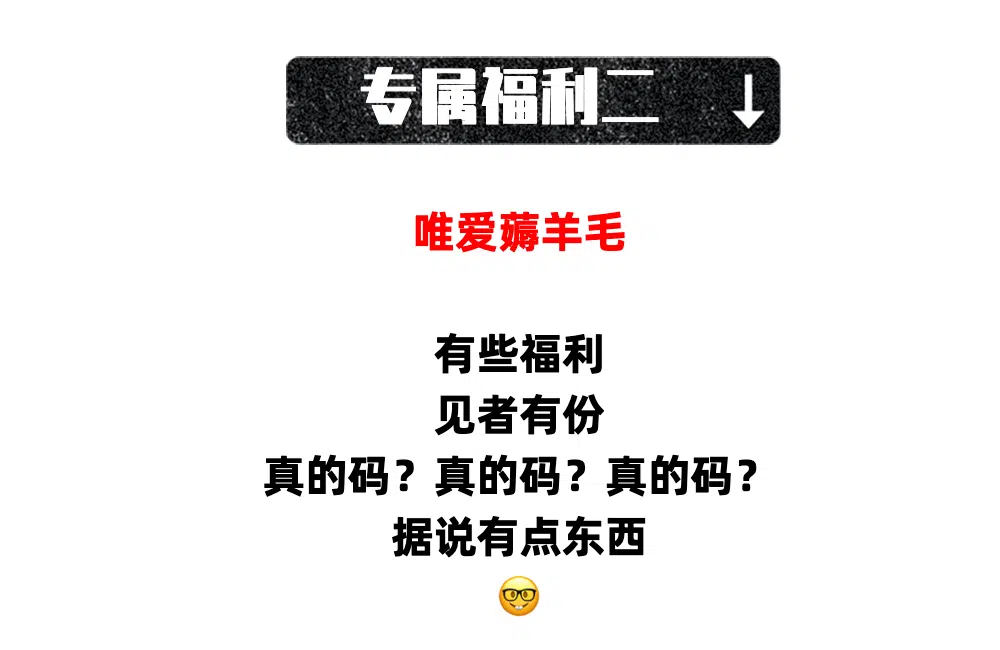 专属福利二 ↓
唯爱薅羊毛
有些福利
见者有份
真的码？真的码？真的码？
据说有点东西
🤓